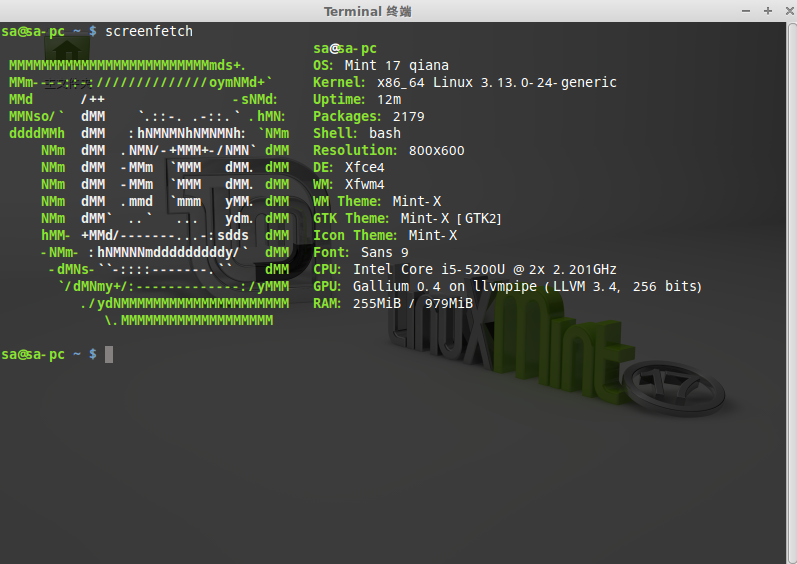 Terminal 终端
sa@sa-pc ~ $ screenfetch
sa@sa-pc
MMMMMMMMMMMMMMMMMMMMMMMMMmds+.        OS: Mint 17 qiana
MMm----::-://////////////oymNMd+`     Kernel: x86_64 Linux 3.13.0-24-generic
MMd      /++                -sNMd:    Uptime: 12m
MMNso/`  dMM    `.::-. .-::.` .hMN:   Packages: 2179
ddddMMh  dMM   :hNMNMNhNMNMNh: `NMm   Shell: bash
NMm  dMM  .NMN/-+MMM+-/NMN` dMM   Resolution: 800x600
NMm  dMM  -MMm  `MMM   dMM. dMM   DE: Xfce4
NMm  dMM  -MMm  `MMM   dMM. dMM   WM: Xfwm4
NMm  dMM  .mmd  `mmm   yMM. dMM   WM Theme: Mint-X
NMm  dMM`  ..`   ...   ydm. dMM   GTK Theme: Mint-X [GTK2]
hMM- +MMd/-------...-:sdds  dMM   Icon Theme: Mint-X
-NMm- :hNMNNNmdddddddddy/`  dMM   Font: Sans 9
-dMNs-``-::::-------.``    dMM   CPU: Intel Core i5-5200U @ 2x 2.201GHz
`/dMNmy+/:-------------:/yMMM   GPU: Gallium 0.4 on llvmpipe (LLVM 3.4, 256 bits)
./ydNMMMMMMMMMMMMMMMMMMMMM   RAM: 255MiB / 979MiB
\.MMMMMMMMMMMMMMMMMMM
sa@sa-pc ~ $
LinuxMint 17